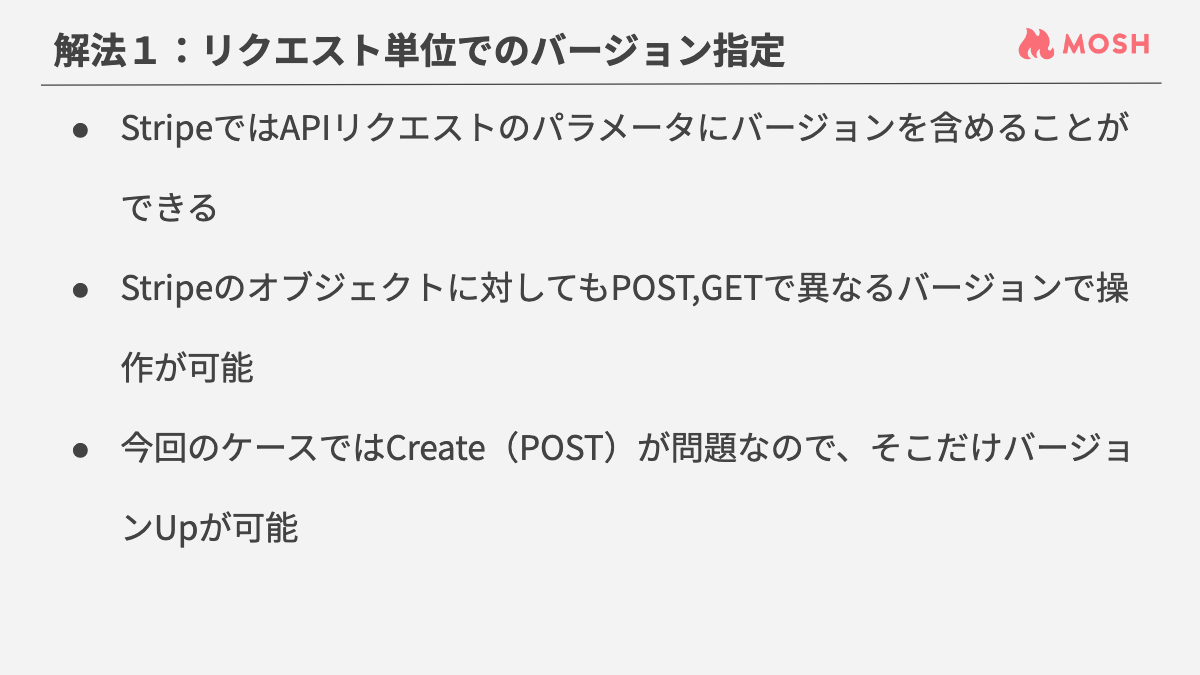 解法１：リクエスト単位でのバージョン指定
MOSH
● StripeではAPIリクエストのパラメータにバージョンを含めることが
できる
● Stripeのオブジェクトに対してもPOST,GETで異なるバージョンで操
作が可能
● 今回のケースではCreate（POST）が問題なので、そこだけバージョ
ンUpが可能